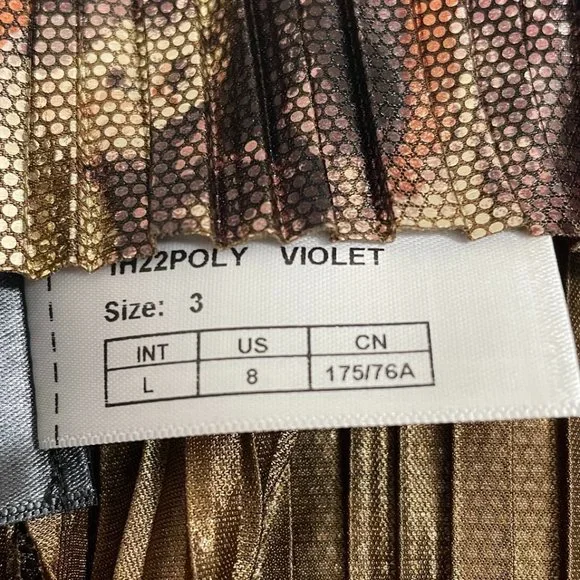 1H22POLY VIOLET
Size: 3
INT US CN
L 8 175/76A